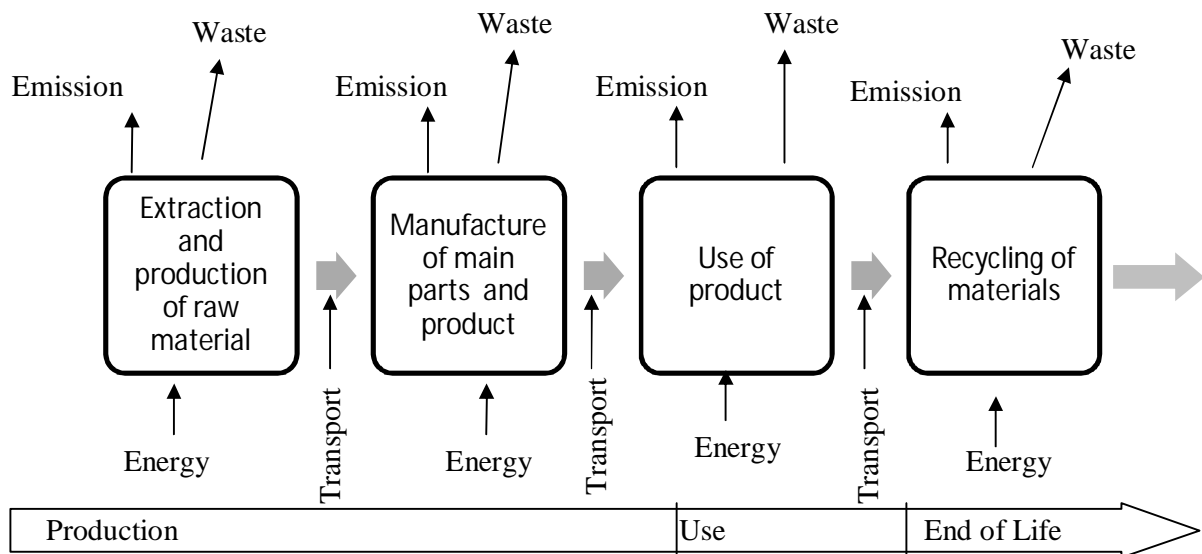 Waste
Waste
Waste
Waste
Emission
Emission
Emission
Emission
Extraction
and
production
of raw
material
Manufacture
of main
parts and
product
Use of
product
Recycling of
materials
Transport
Transport
Transport
Energy
Energy
Energy
Energy
Production
Use
End of Life